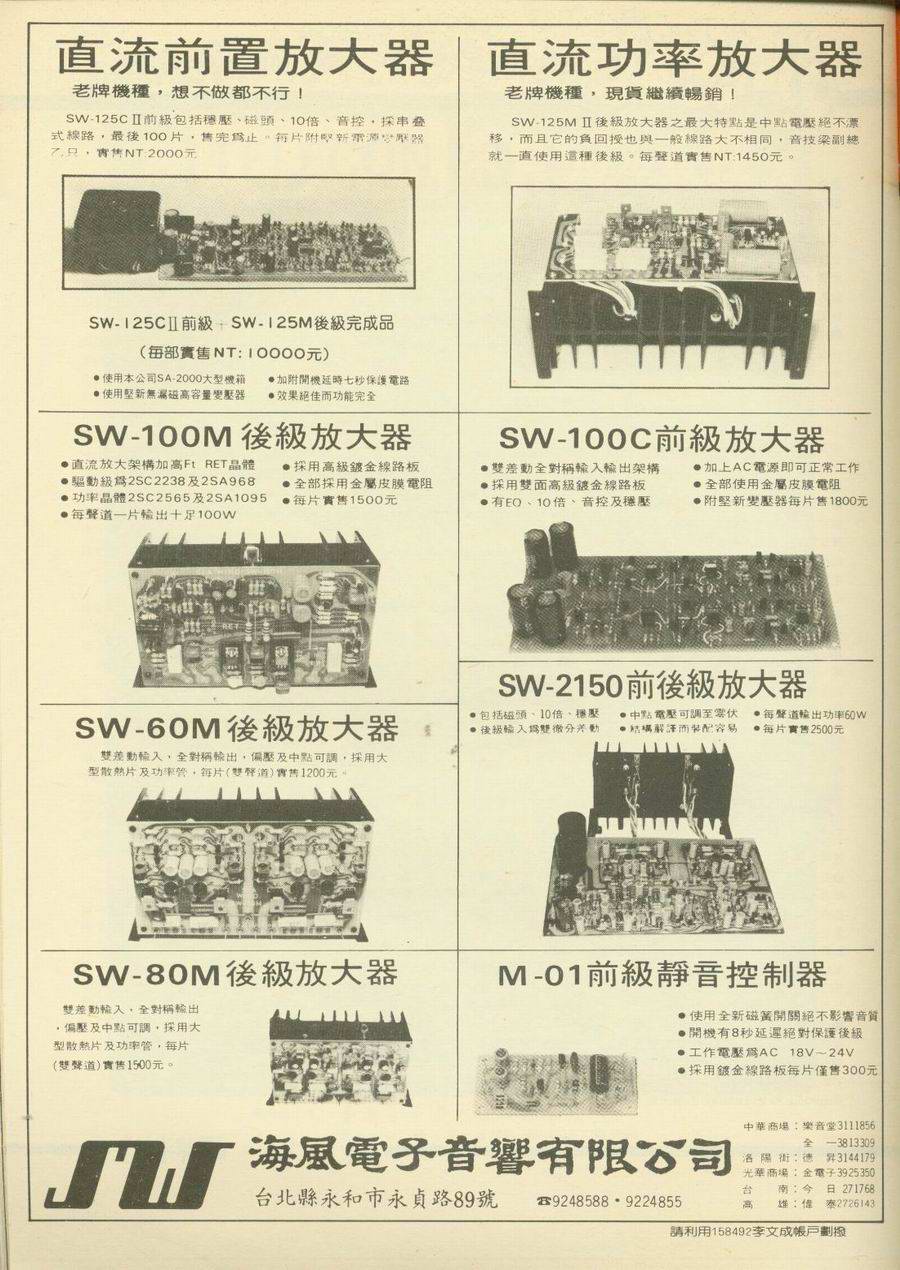 直流前置放大器
老牌機種，想不做都不行！
SW-125CⅡ前級包括穩壓、磁頭、10倍、音控，採串叠
式線路，最後100片，售完爲止。每片附堅新電源變壓器
乙只，實售NT:2000元
SW-125CⅡ前級＋SW-125M後級完成品
（每部實售NT:10000元）
●使用本公司SA-2000大型機箱 ●加附開機延時七秒保護電路
●使用堅新無漏磁高容量變壓器 ●效果絕佳而功能完全
直流功率放大器
老牌機種，現貨繼續暢銷！
SW-125MⅡ後級放大器之最大特點是中點電壓絕不漂
移，而且它的負回授也與一般線路大不相同，音技梁副總
就一直使用這種後級。每聲道實售NT:1450元。
SW-100M後級放大器
●直流放大架構加高Ft RET晶體 ●採用高級鍍金線路板
●驅動級爲2SC2238及2SA968 ●全部採用金屬皮膜電阻
●功率晶體2SC2565及2SA1095 ●每片實售1500元
●每聲道一片輸出十足100W
RET
SW-100C前級放大器
●雙差動全對稱輸入輸出架構 ●加上AC電源即可正常工作
●採用雙面高級鍍金線路板 ●全部使用金屬皮膜電阻
●有EQ、10倍、音控及穩壓 ●附堅新變壓器每片售1800元
SW-60M後級放大器
雙差動輸入，全對稱輸出，偏壓及中點可調，採用大
型散熱片及功率管，每片(雙聲道)實售1200元。
SW-2150前後級放大器
●包括磁頭、10倍、穩壓 ●中點電壓可調至零伏 ●每聲道輸出功率60W
●後級輸入爲雙微分差動 ●結構嚴謹而裝配容易 ●每片實售2500元
SW-80M後級放大器
雙差動輸入，全對稱輸出
，偏壓及中點可調，採用大
型散熱片及功率管，每片
(雙聲道)實售1500元。
M-01前級靜音控制器
●使用全新磁簧開關絕不影響音質
●開機有8秒延遲絕對保護後級
●工作電壓爲AC 18V～24V
●採用鍍金線路板每片僅售300元
SW
海風電子音響有限公司
台北縣永和市永貞路89號 ☎9248588・9224855
中華商場：樂音堂3111856
全 一3813309
洛陽街：德 昇3144179
光華商場：金電子3925350
台 南：今 日271768
高 雄：偉 泰2726143
請利用158492李文成帳戶劃撥